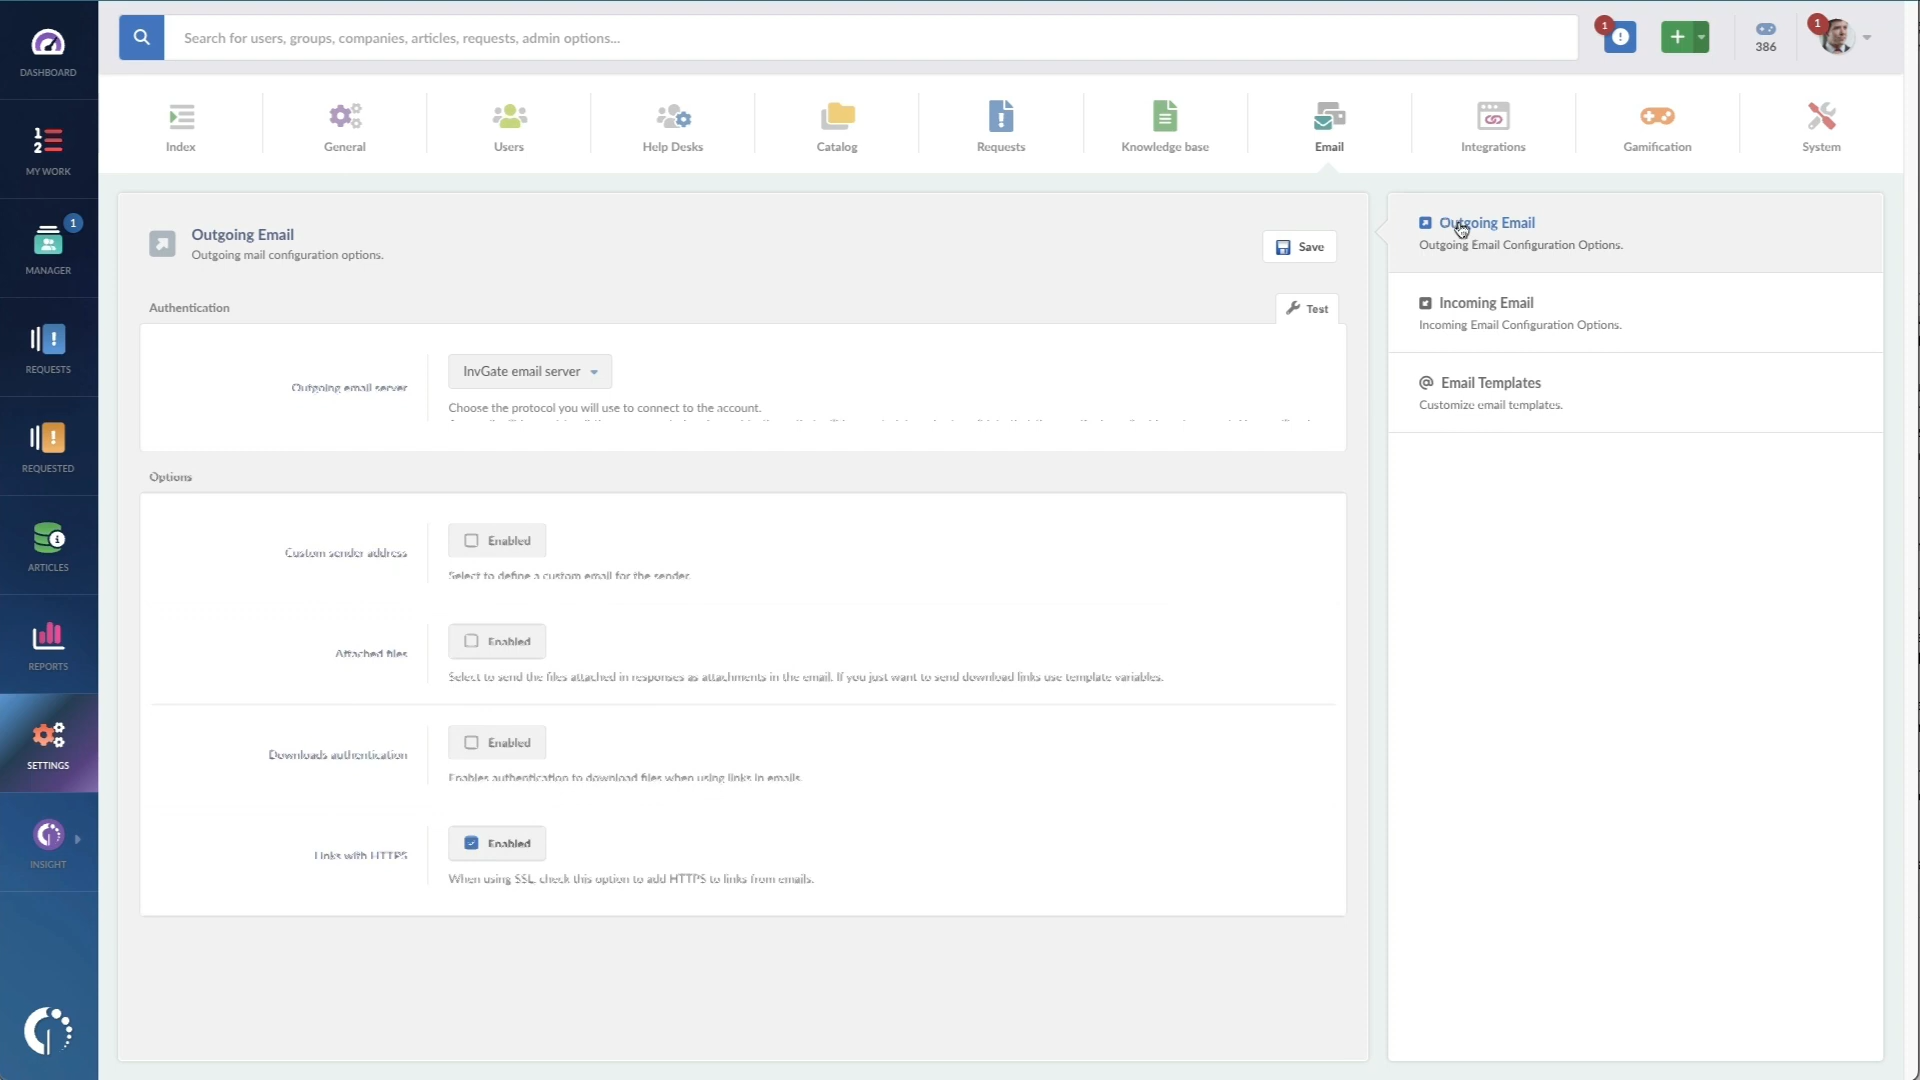 DASHBOARD
MY WORK
1
MANAGER
REQUESTS
REQUESTED
ARTICLES
REPORTS
SETTINGS
INSIGHT
Search for users, groups, companies, articles, requests, admin options...
1
386
1
Index
General
Users
Help Desks
Catalog
Requests
Knowledge base
Email
Integrations
Gamification
System
Outgoing Email
Outgoing mail configuration options.
Save
Authentication
Test
Outgoing email server
InvGate email server
Choose the protocol you will use to connect to the account.
Options
Custom sender address
Enabled
Select to define a custom email for the sender.
Attached files
Enabled
Select to send the files attached in responses as attachments in the email. If you just want to send download links use template variables.
Downloads authentication
Enabled
Enables authentication to download files when using links in emails.
Links with HTTPS
Enabled
When using SSL, check this option to add HTTPS to links from emails.
Outgoing Email
Outgoing Email Configuration Options.
Incoming Email
Incoming Email Configuration Options.
@ Email Templates
Customize email templates.